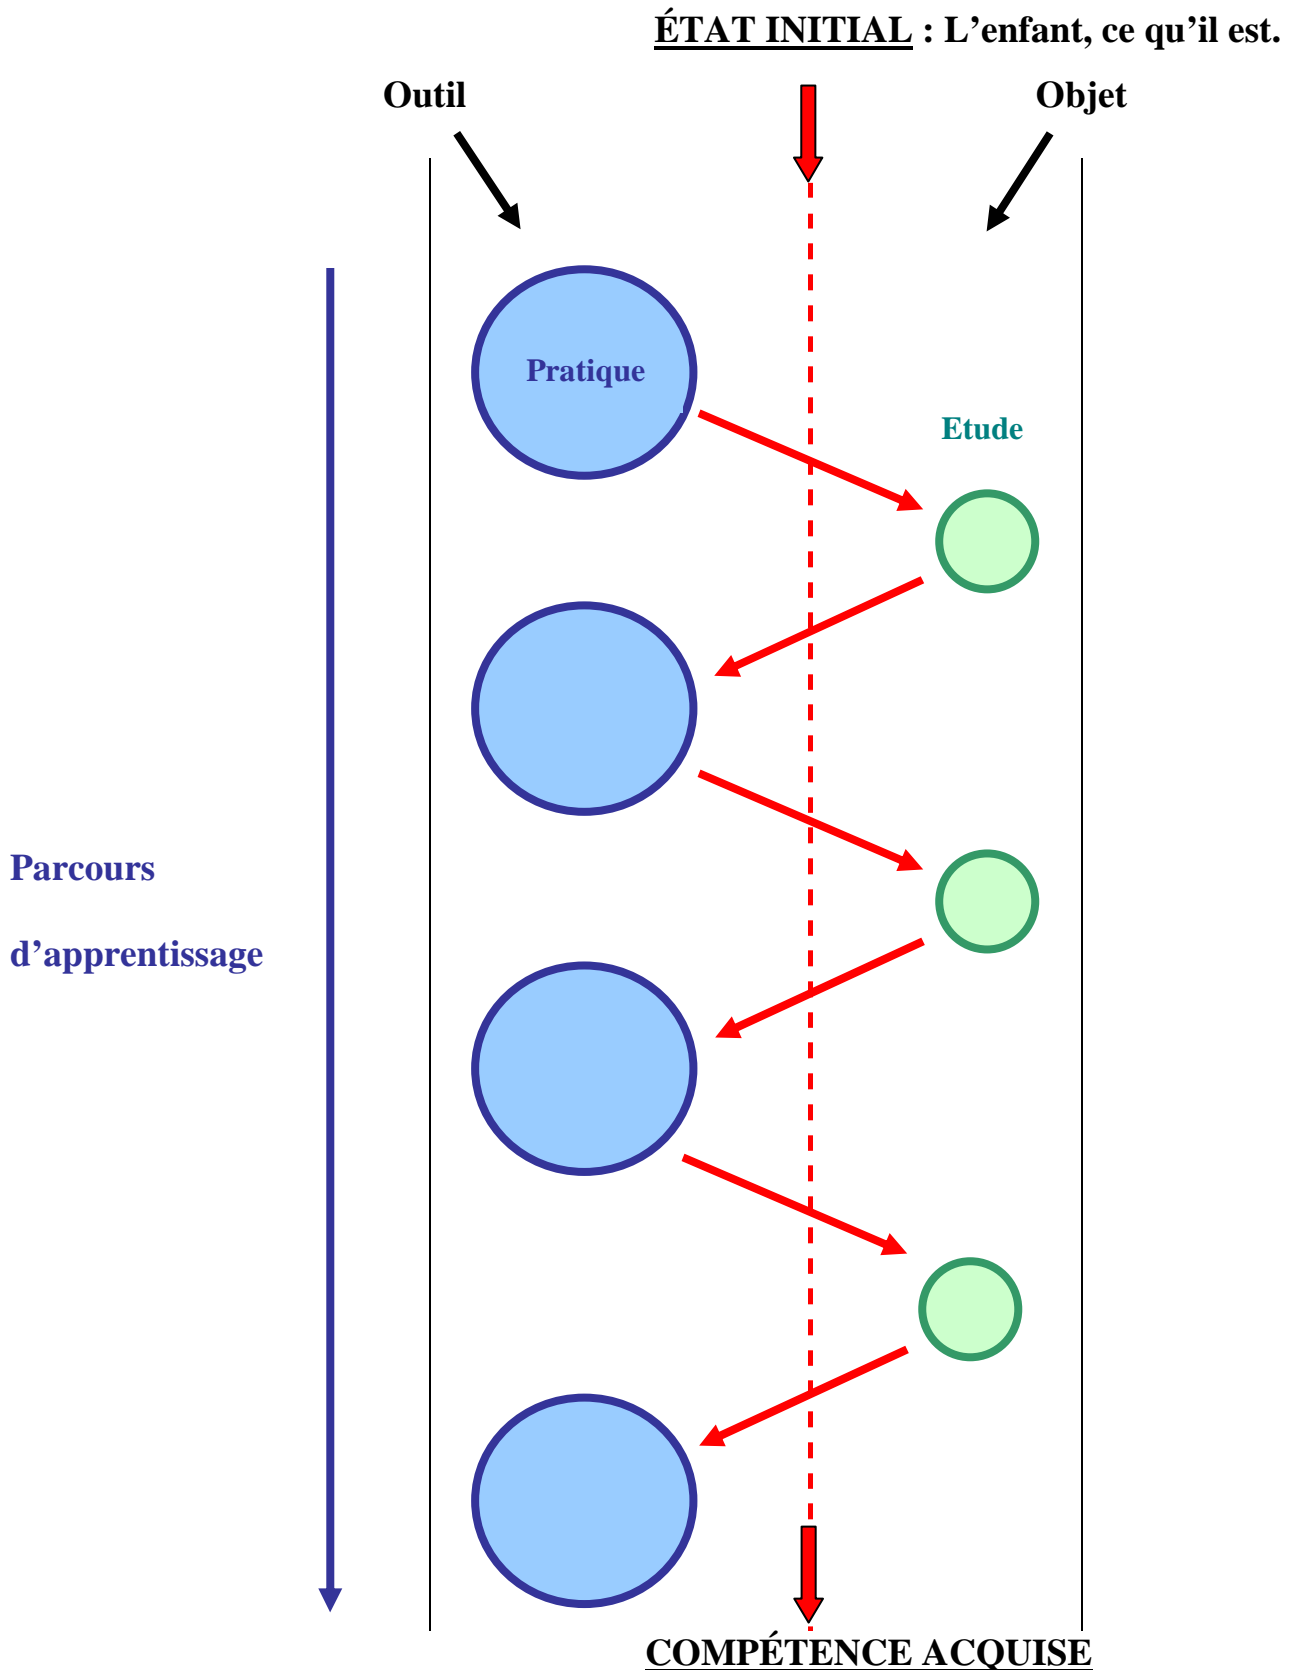 ÉTAT INITIAL : L’enfant, ce qu’il est.
Outil
Objet
Pratique
Etude
Parcours
d’apprentissage
COMPÉTENCE ACQUISE